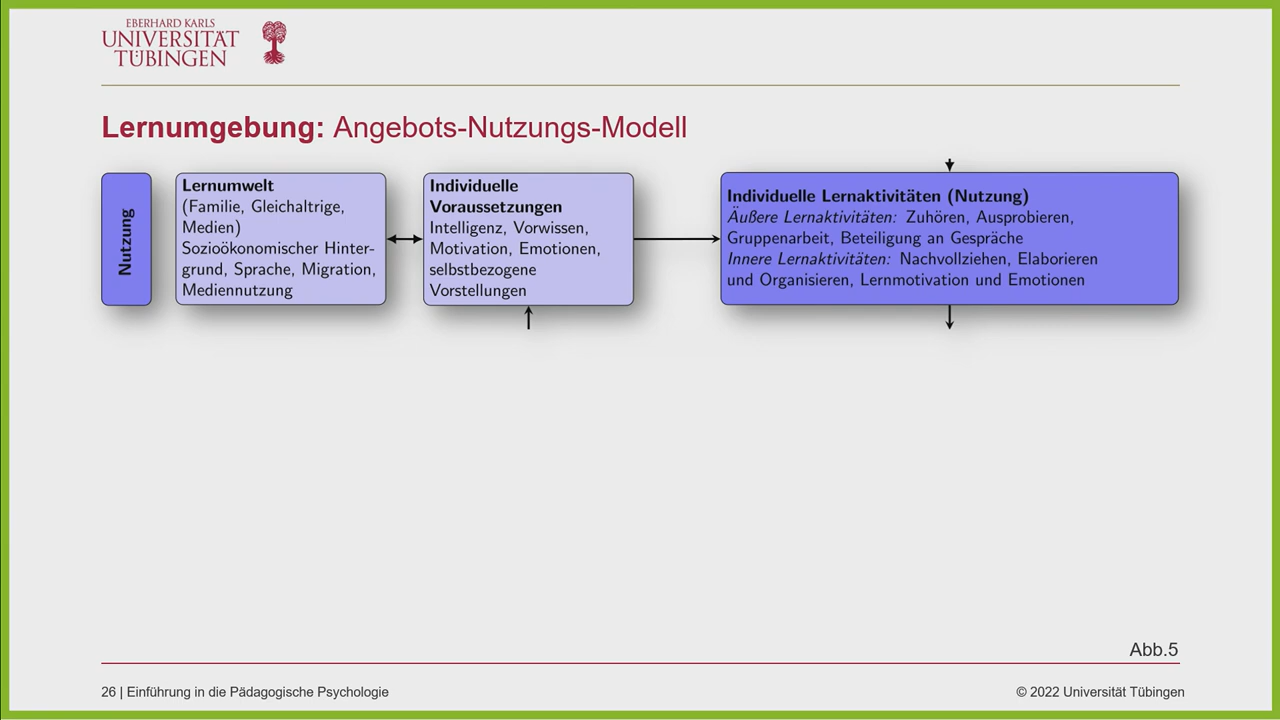 EBERHARD KARLS
UNIVERSITÄT
TÜBINGEN
Lernumgebung: Angebots-Nutzungs-Modell
Nutzung
Lernumwelt
(Familie, Gleichaltrige,
Medien)
Sozioökonomischer Hinter-
grund, Sprache, Migration,
Mediennutzung
Individuelle
Voraussetzungen
Intelligenz, Vorwissen,
Motivation, Emotionen,
selbstbezogene
Vorstellungen
Individuelle Lernaktivitäten (Nutzung)
Äußere Lernaktivitäten: Zuhören, Ausprobieren,
Gruppenarbeit, Beteiligung an Gespräche
Innere Lernaktivitäten: Nachvollziehen, Elaborieren
und Organisieren, Lernmotivation und Emotionen
Abb.5
26 | Einführung in die Pädagogische Psychologie
© 2022 Universität Tübingen